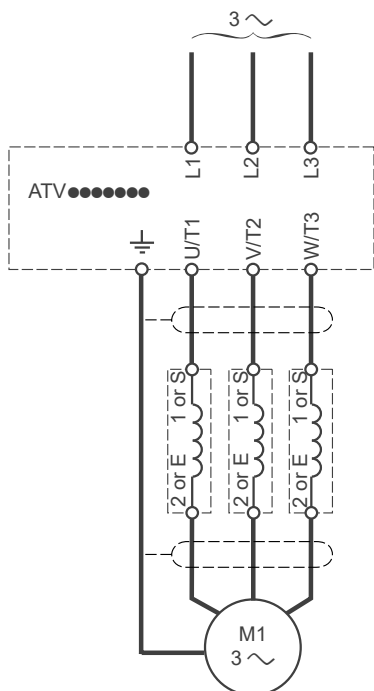 3 ~
L1
L2
L3
ATV●●●●●●●
U/T1
V/T2
W/T3
1 or S
1 or S
1 or S
2 or E
2 or E
2 or E
M1
3 ~